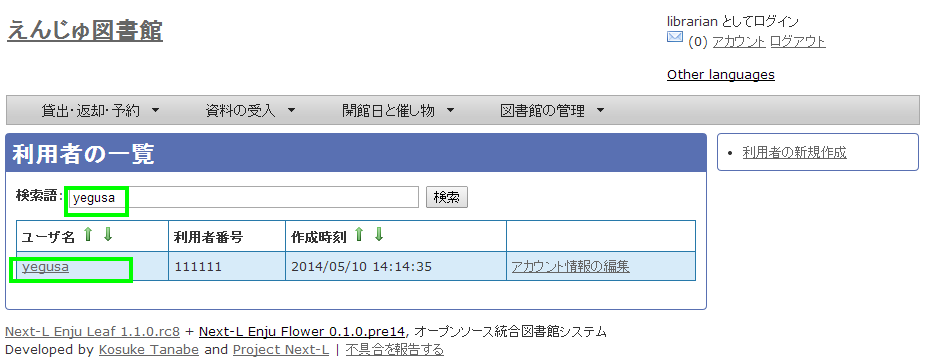 えんじゅ図書館
librarian としてログイン
(0) アカウント ログアウト
Other languages
貸出・返却・予約 資料の受入 開館日と催し物 図書館の管理
利用者の一覧
利用者の新規作成
検索語: yegusa 検索
ユーザ名 利用者番号 作成時刻
yegusa 111111 2014/05/10 14:14:35 アカウント情報の編集
Next-L Enju Leaf 1.1.0.rc8 + Next-L Enju Flower 0.1.0.pre14, オープンソース統合図書館システム
Developed by Kosuke Tanabe and Project Next-L | 不具合を報告する